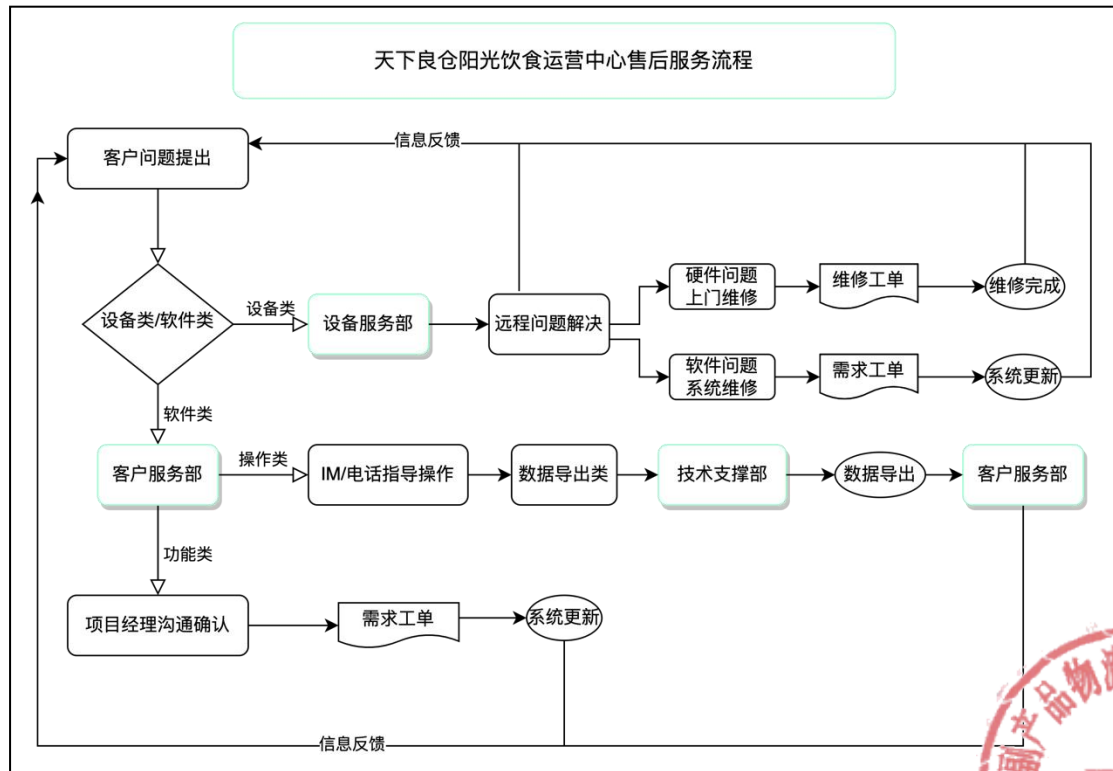 天下良仓阳光饮食运营中心售后服务流程
信息反馈
客户问题提出
硬件问题
上门维修
维修工单
维修完成
设备类/软件类
设备类
设备服务部
远程问题解决
软件问题
系统维修
需求工单
系统更新
软件类
客户服务部
操作类
IM/电话指导操作
数据导出类
技术支撑部
数据导出
客户服务部
功能类
项目经理沟通确认
需求工单
系统更新
信息反馈
副产品物